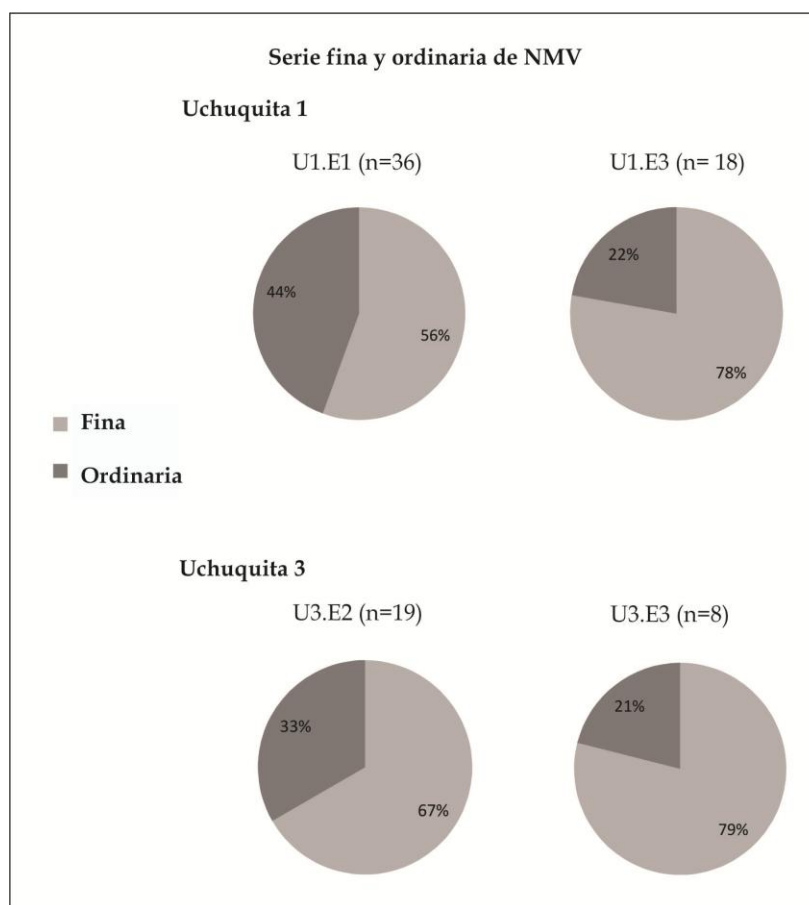 Serie fina y ordinaria de NMV
Uchuquita 1
U1.E1 (n=36)
U1.E3 (n= 18)
44%
56%
22%
78%
Fina
Ordinaria
Uchuquita 3
U3.E2 (n=19)
U3.E3 (n=8)
33%
67%
21%
79%